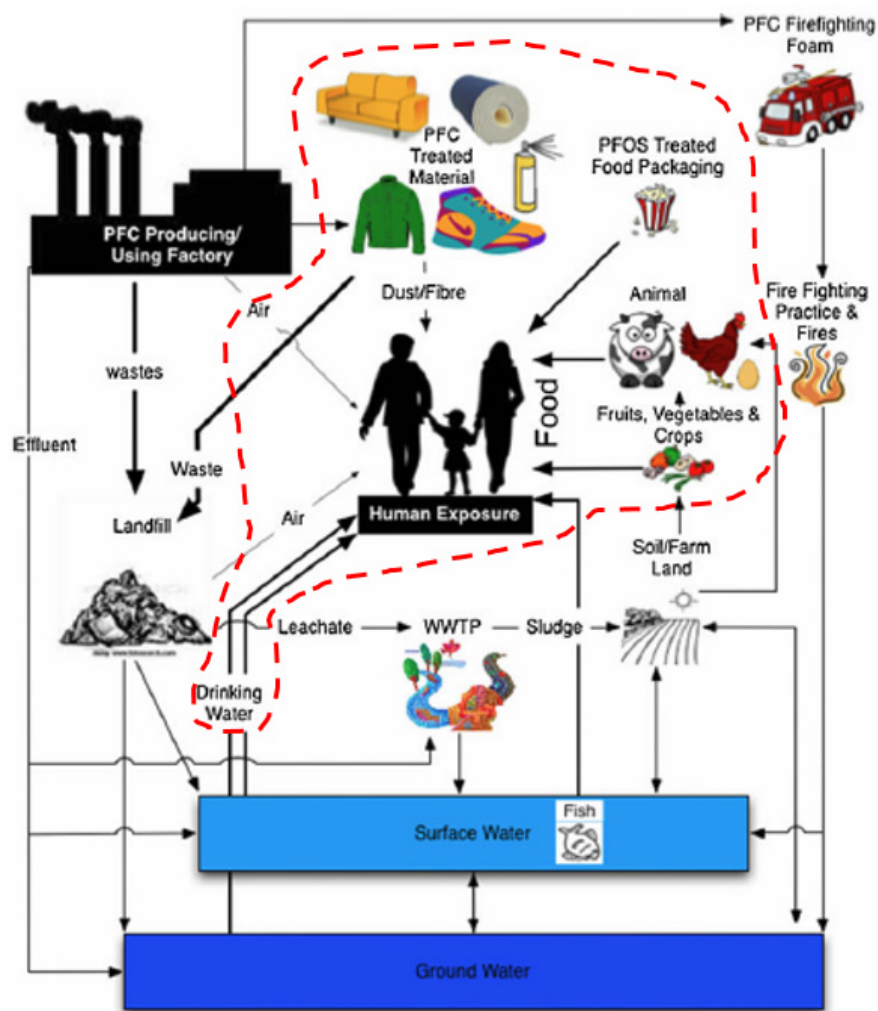 PFC Firefighting
Foam
PFC
Treated
Material
PFOS Treated
Food Packaging
PFC Producing/
Using Factory
Air
Dust/Fibre
Animal
Fire Fighting
Practice &
Fires
wastes
Food
Fruits, Vegetables &
Crops
Effluent
Waste
Landfill
Air
Human Exposure
Soil/Farm
Land
Leachate
WWTP
Sludge
Drinking
Water
Fish
Surface Water
Ground Water